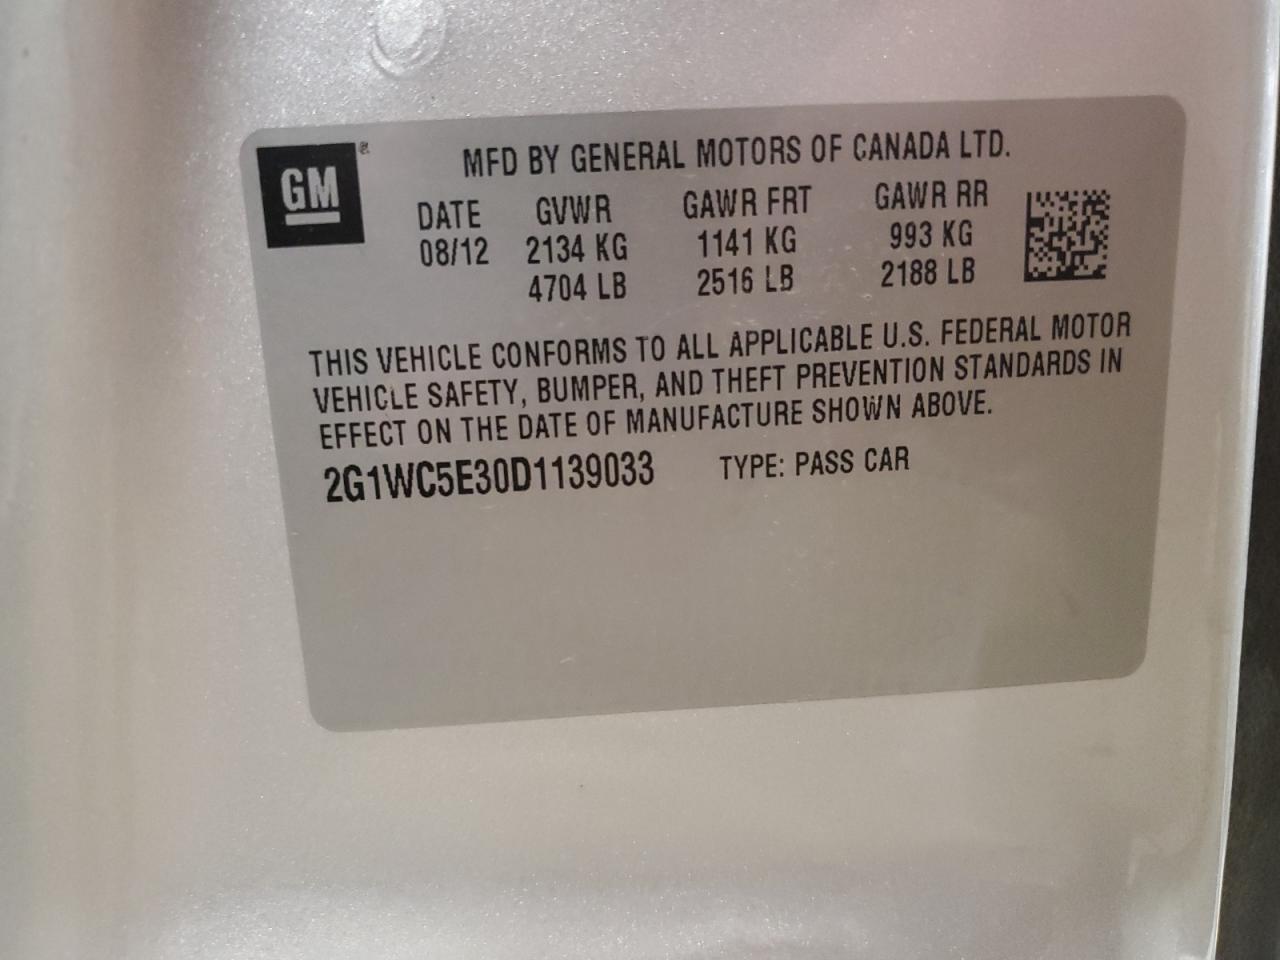 GM ®
MFD BY GENERAL MOTORS OF CANADA LTD.
DATE GVWR GAWR FRT GAWR RR
08/12 2134 KG 1141 KG 993 KG
4704 LB 2516 LB 2188 LB
THIS VEHICLE CONFORMS TO ALL APPLICABLE U.S. FEDERAL MOTOR
VEHICLE SAFETY, BUMPER, AND THEFT PREVENTION STANDARDS IN
EFFECT ON THE DATE OF MANUFACTURE SHOWN ABOVE.
2G1WC5E30D1139033 TYPE: PASS CAR